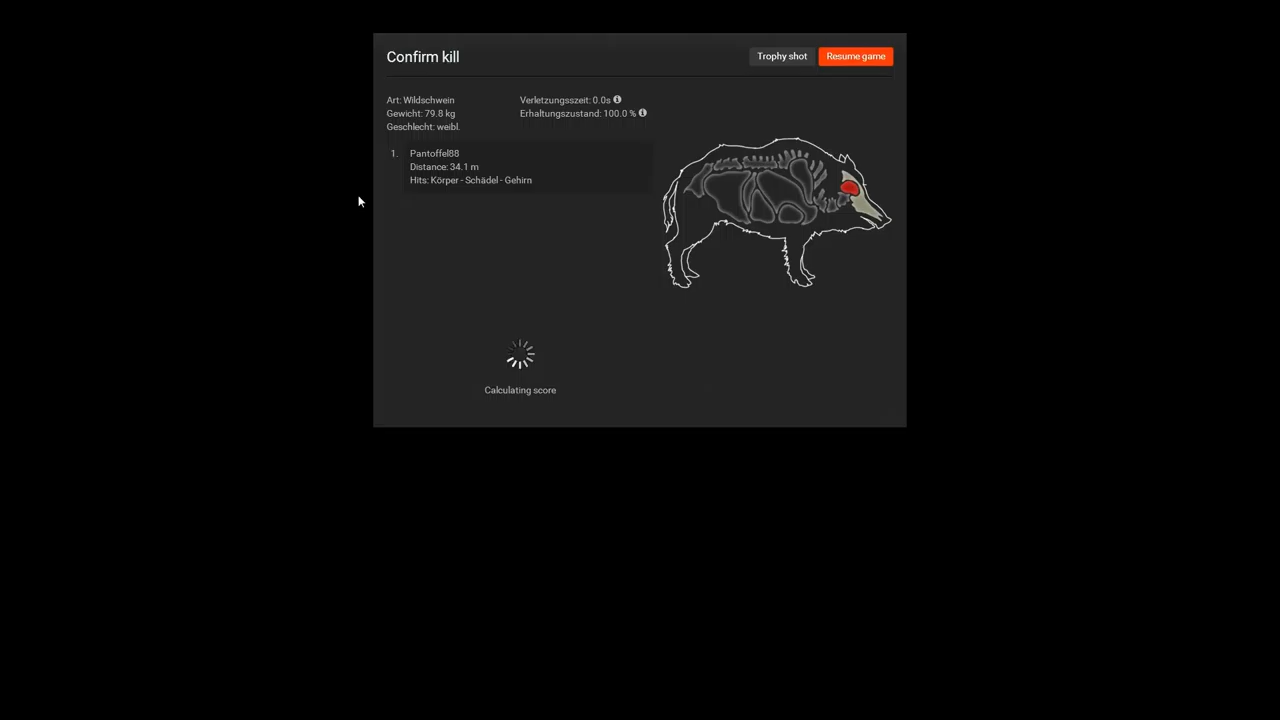 Confirm kill
Trophy shot
Resume game
Art: Wildschwein
Gewicht: 79.8 kg
Geschlecht: weibl.
Verletzungsszeit: 0.0s
Erhaltungszustand: 100.0 %
1. Pantoffel88
Distance: 34.1 m
Hits: Körper - Schädel - Gehirn
Calculating score